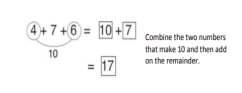 4 + 7 + 6 = 10 + 7
10
= 17
Combine the two numbers
that make 10 and then add
on the remainder.